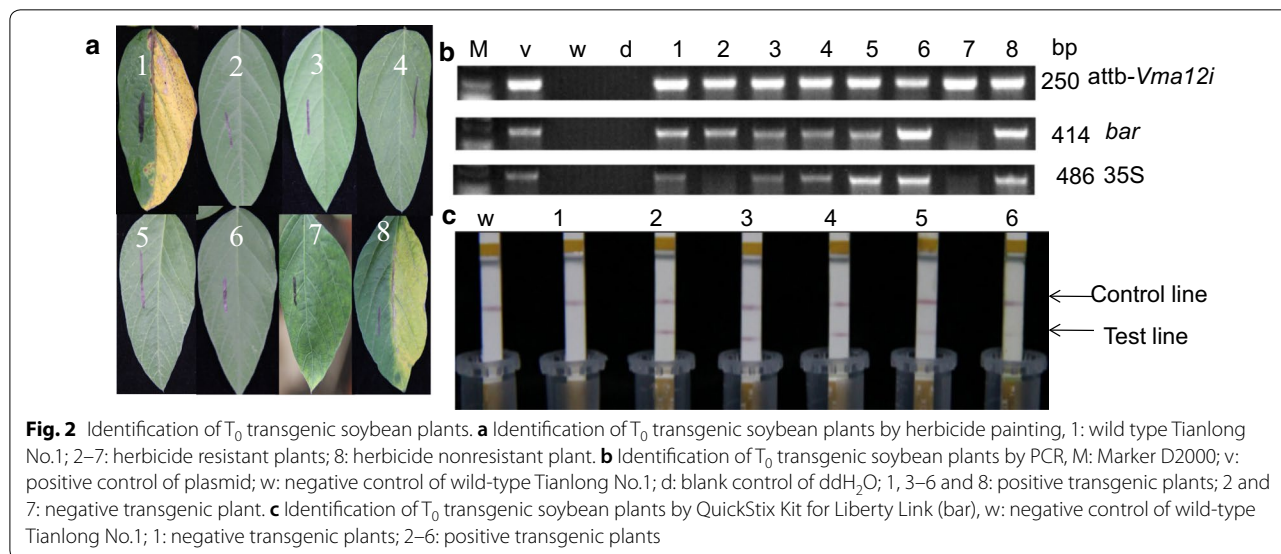 a
1 2 3 4
5 6 7 8
b M v w d 1 2 3 4 5 6 7 8 bp
250 attb-Vma12i
414 bar
486 35S
c w 1 2 3 4 5 6
Control line
Test line
Fig. 2 Identification of T₀ transgenic soybean plants. a Identification of T₀ transgenic soybean plants by herbicide painting, 1: wild type Tianlong
No.1; 2–7: herbicide resistant plants; 8: herbicide nonresistant plant. b Identification of T₀ transgenic soybean plants by PCR, M: Marker D2000; v:
positive control of plasmid; w: negative control of wild-type Tianlong No.1; d: blank control of ddH₂O; 1, 3–6 and 8: positive transgenic plants; 2 and
7: negative transgenic plant. c Identification of T₀ transgenic soybean plants by QuickStix Kit for Liberty Link (bar), w: negative control of wild-type
Tianlong No.1; 1: negative transgenic plants; 2–6: positive transgenic plants